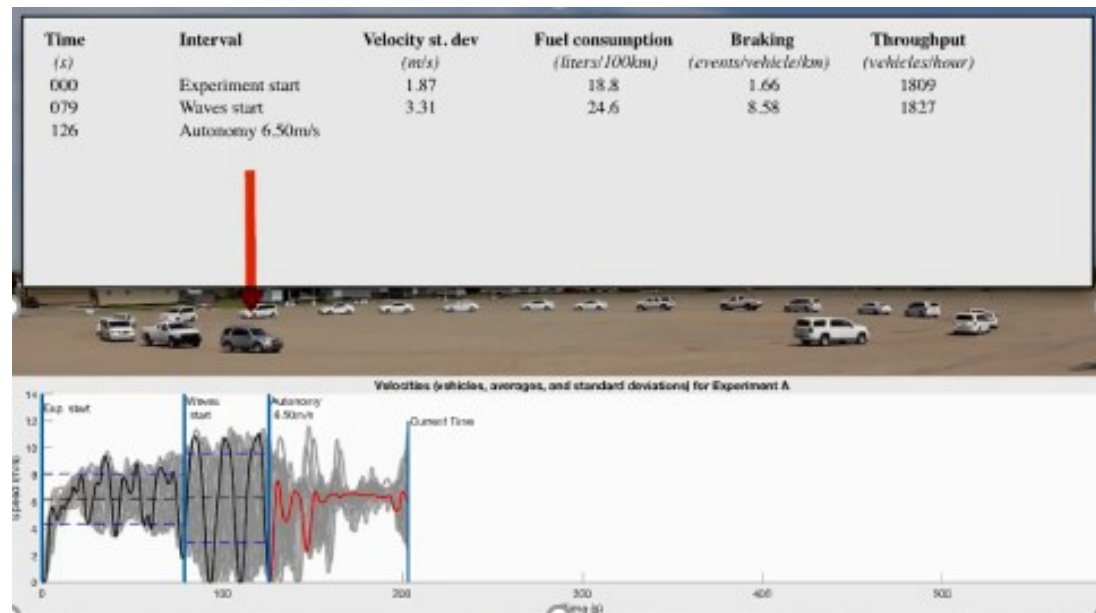 Time Interval Velocity st. dev Fuel consumption Braking Throughput
(s) (m/s) (liters/100km) (events/vehicle/km) (vehicles/hour)
000 Experiment start 1.87 18.8 1.66 1809
079 Waves start 3.31 24.6 8.58 1827
126 Autonomy 6.50m/s
Velocities (vehicles, averages, and standard deviations) for Experiment A
Exp. start
Waves
start
Autonomy
6.50m/s
Current Time
Speed (m/s)
14
12
10
8
6
4
2
0
0 100 200 300 400 500
Time (s)